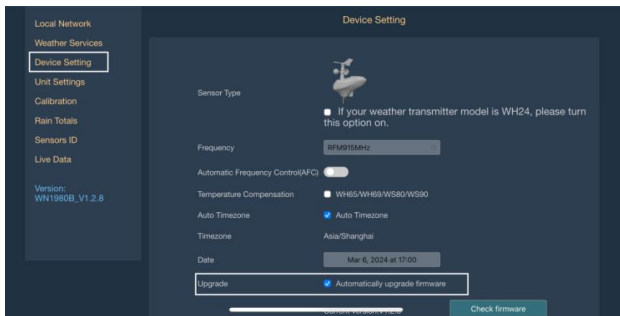 Device Setting
Local Network
Weather Services
Device Setting
Unit Settings
Calibration
Rain Totals
Sensors ID
Live Data
Version:
WN1980B_V1.2.8
Sensor Type
If your weather transmitter model is WH24, please turn
this option on.
Frequency
RFM915MHz
Automatic Frequency Control(AFC)
Temperature Compensation
WH65/WH69/WS80/WS90
Auto Timezone
Auto Timezone
Timezone
Asia/Shanghai
Date
Mar 6, 2024 at 17:00
Upgrade
Automatically upgrade firmware
Check firmware